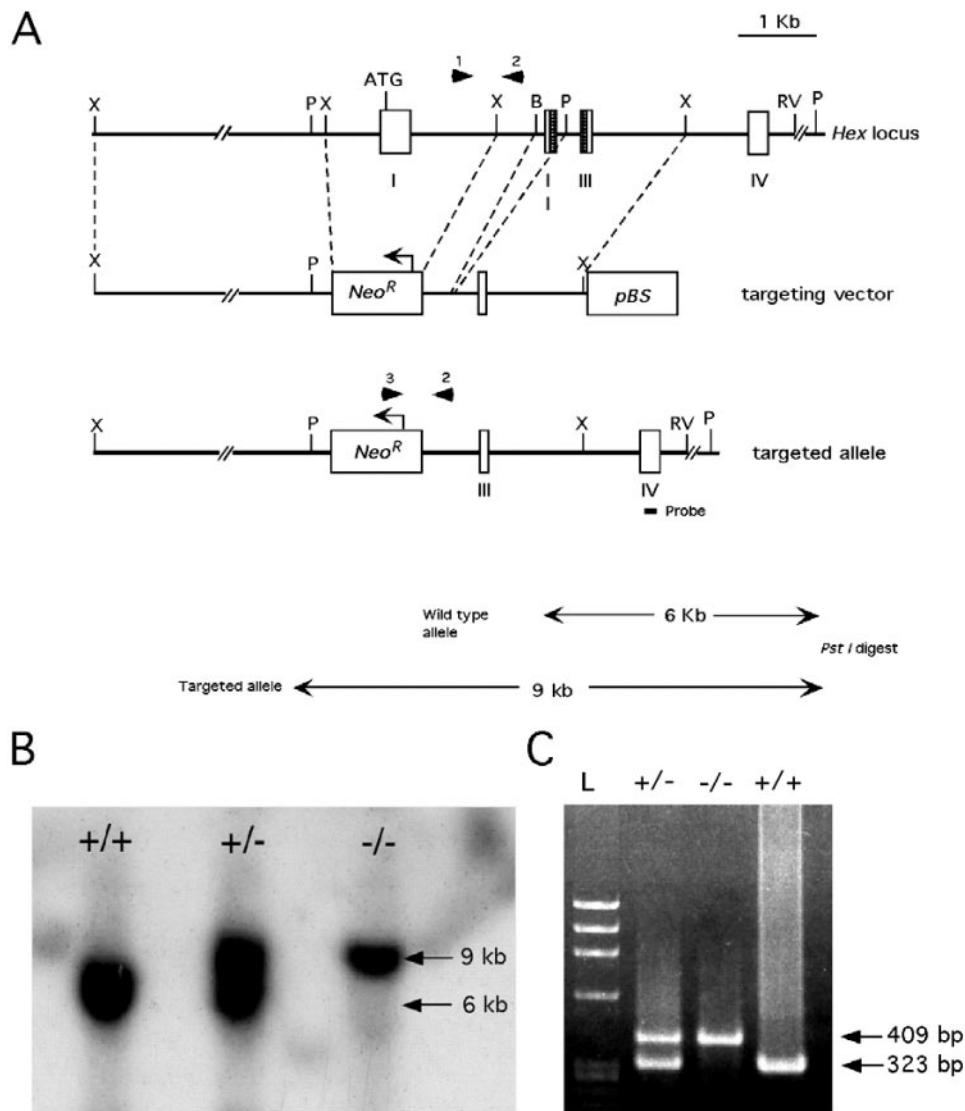 A
1 Kb
1 2
ATG
X P X X B P X RV P
Hex locus
I I III IV
I
X P X
Neo^R pBS targeting vector
3 2
X P X RV P
Neo^R targeted allele
III IV
Probe
Wild type
allele
6 Kb
Pst I digest
Targeted allele 9 kb
B
+/+ +/- -/-
9 kb
6 kb
C
L +/- -/- +/+
409 bp
323 bp